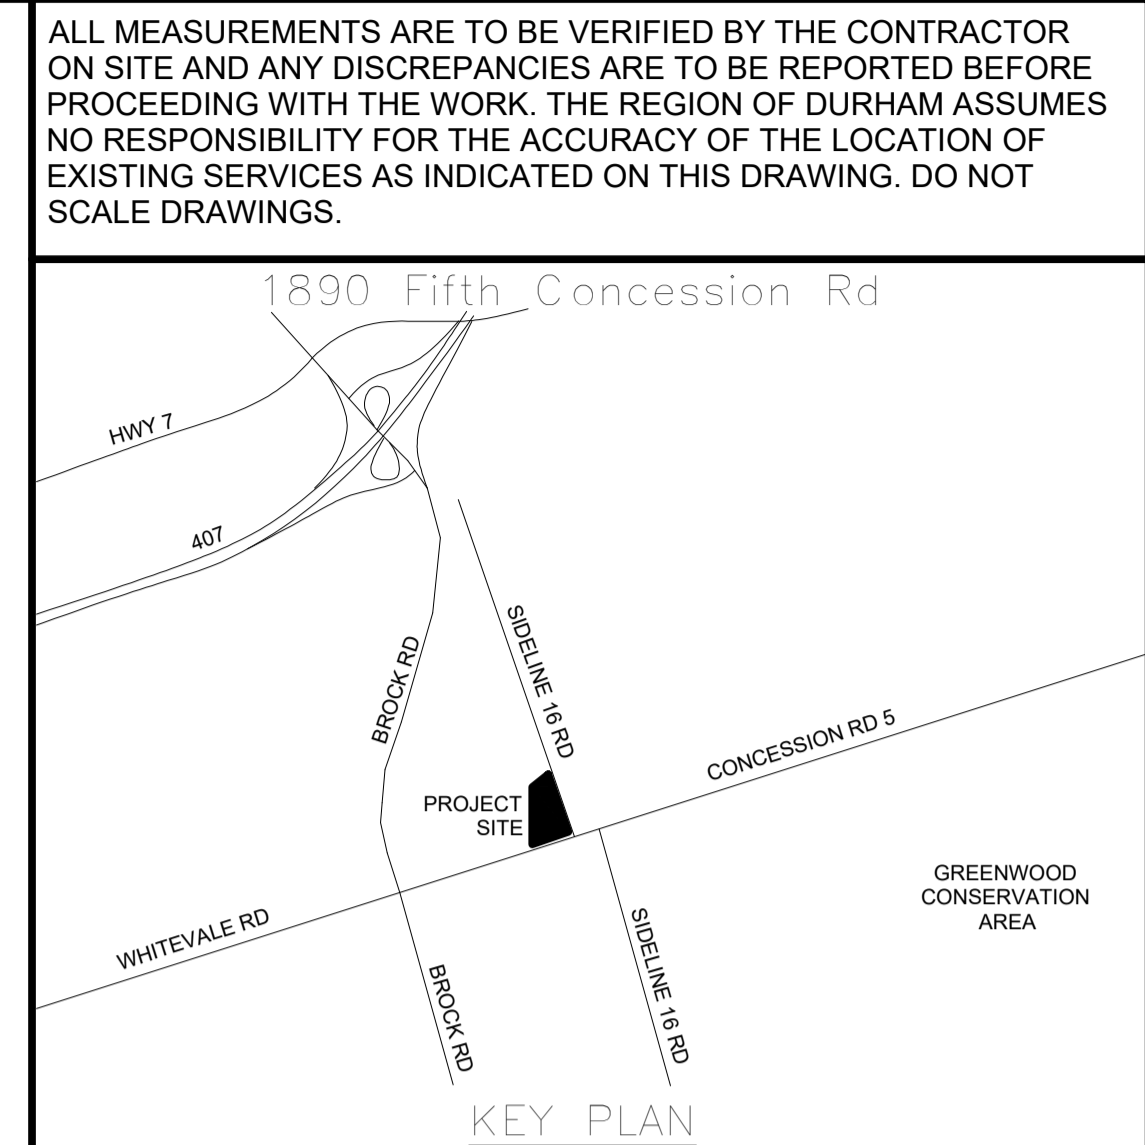 ALL MEASUREMENTS ARE TO BE VERIFIED BY THE CONTRACTOR
ON SITE AND ANY DISCREPANCIES ARE TO BE REPORTED BEFORE
PROCEEDING WITH THE WORK. THE REGION OF DURHAM ASSUMES
NO RESPONSIBILITY FOR THE ACCURACY OF THE LOCATION OF
EXISTING SERVICES AS INDICATED ON THIS DRAWING. DO NOT
SCALE DRAWINGS.
1890 Fifth Concession Rd
HWY 7
407
SIDELINE 16 RD
BROCK RD
CONCESSION RD 5
PROJECT
SITE
GREENWOOD
CONSERVATION
AREA
WHITEVALE RD
BROCK RD
SIDELINE 16 RD
KEY PLAN